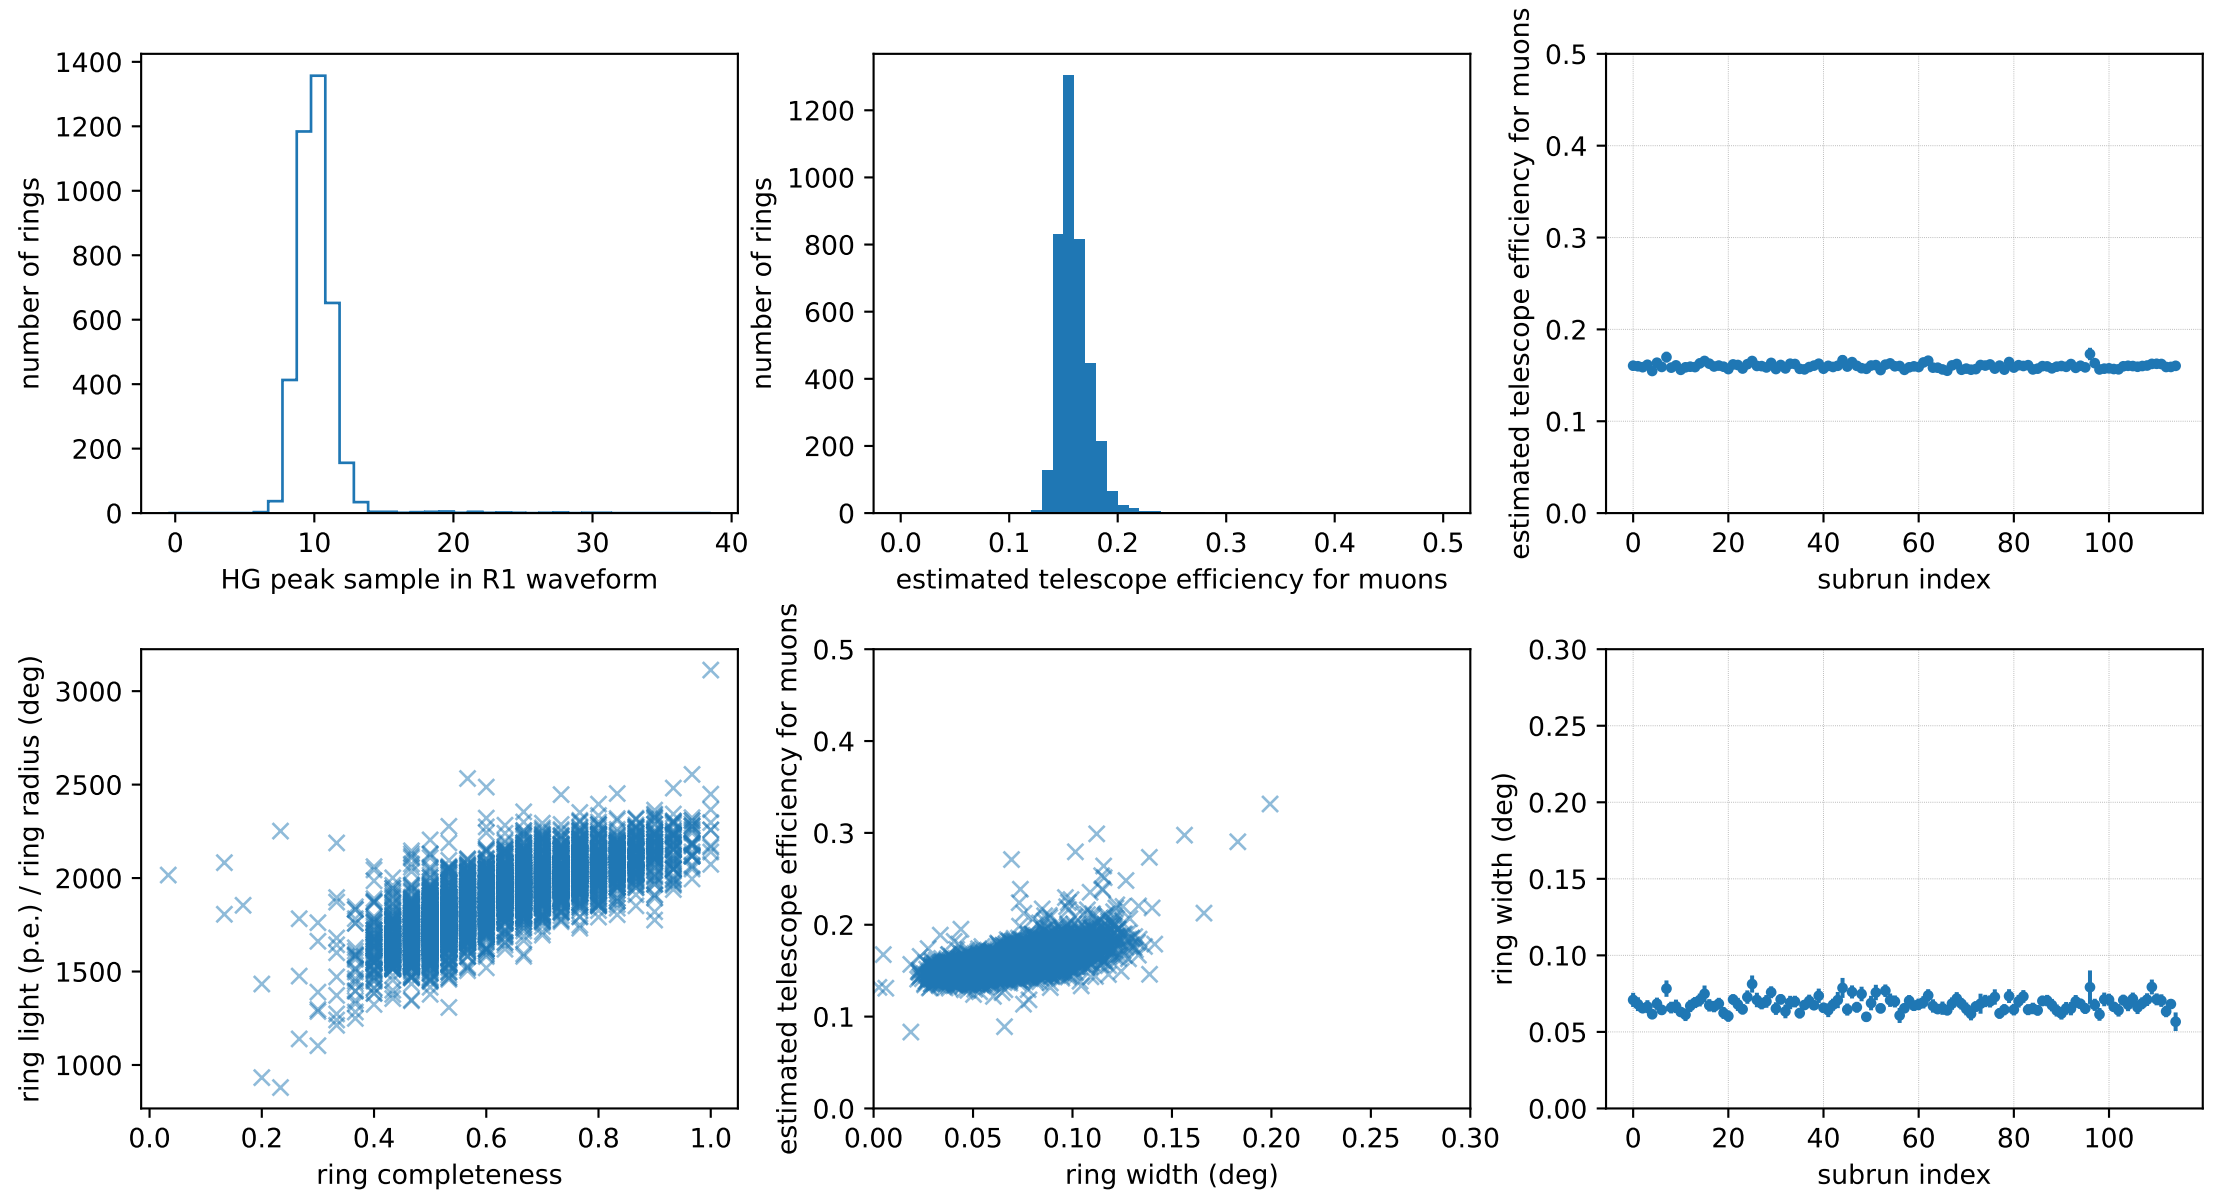 number of rings
1400
1200
1000
800
600
400
200
0
0 10 20 30 40
HG peak sample in R1 waveform
number of rings
1200
1000
800
600
400
200
0
0.0 0.1 0.2 0.3 0.4 0.5
estimated telescope efficiency for muons
estimated telescope efficiency for muons
0.5
0.4
0.3
0.2
0.1
0.0
0 20 40 60 80 100
subrun index
ring light (p.e.) / ring radius (deg)
3000
2500
2000
1500
1000
0.0 0.2 0.4 0.6 0.8 1.0
ring completeness
estimated telescope efficiency for muons
0.5
0.4
0.3
0.2
0.1
0.0
0.00 0.05 0.10 0.15 0.20 0.25 0.30
ring width (deg)
ring width (deg)
0.30
0.25
0.20
0.15
0.10
0.05
0.00
0 20 40 60 80 100
subrun index